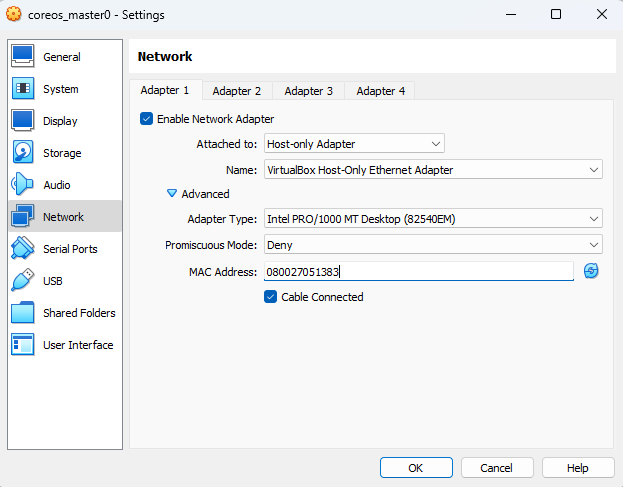 coreos_master0 - Settings
General
System
Display
Storage
Audio
Network
Serial Ports
USB
Shared Folders
User Interface
Network
Adapter 1 Adapter 2 Adapter 3 Adapter 4
Enable Network Adapter
Attached to: Host-only Adapter
Name: VirtualBox Host-Only Ethernet Adapter
Advanced
Adapter Type: Intel PRO/1000 MT Desktop (82540EM)
Promiscuous Mode: Deny
MAC Address: 080027051383
Cable Connected
OK Cancel Help